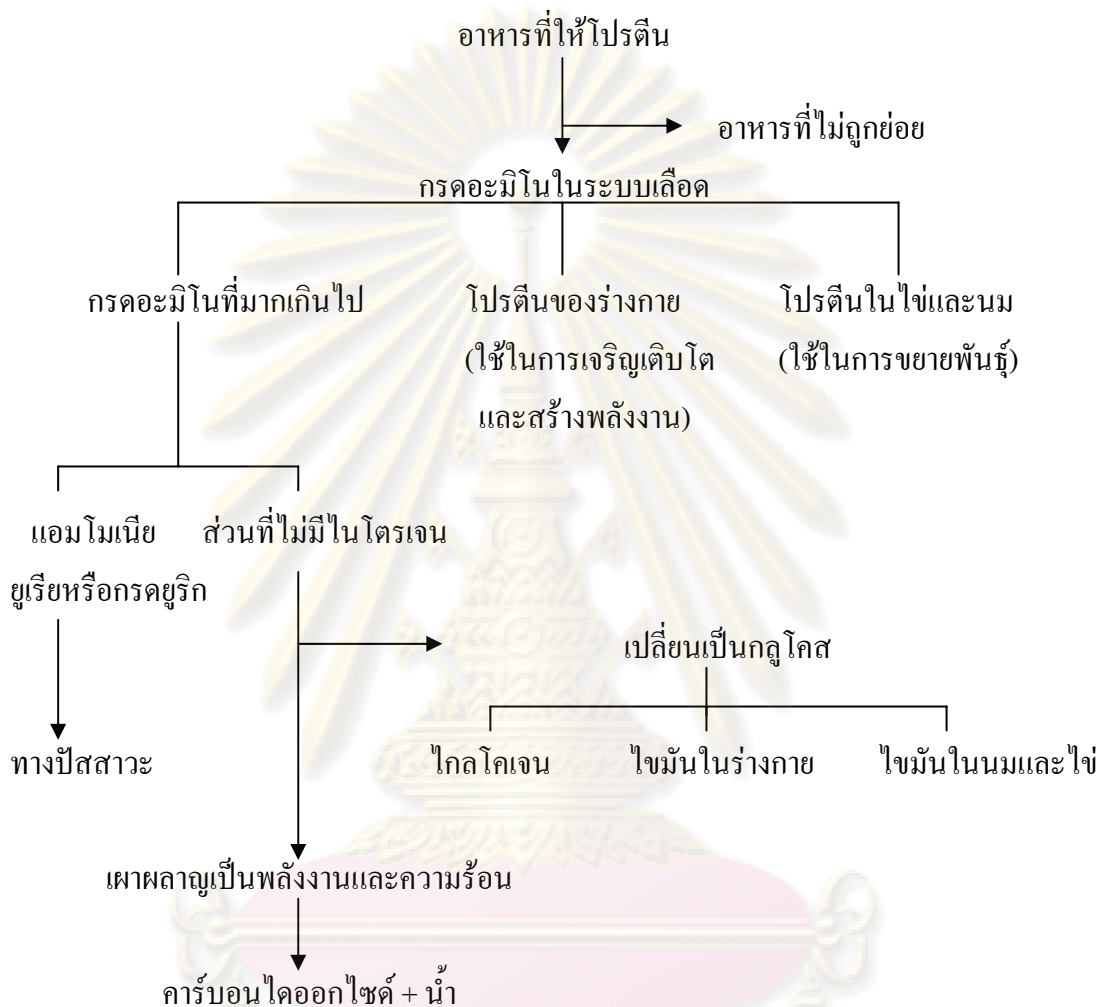 อาหารที่ให้โปรตีน
อาหารที่ไม่ถูกย่อย
กรดอะมิโนในระบบเลือด
กรดอะมิโนที่มากเกินไป
โปรตีนของร่างกาย
(ใช้ในการเจริญเติบโต
และสร้างพลังงาน)
โปรตีนในไข่และนม
(ใช้ในการขยายพันธุ์)
แอมโมเนีย
ยูเรียหรือกรดยูริก
ส่วนที่ไม่มีไนโตรเจน
เปลี่ยนเป็นกลูโคส
ทางปัสสาวะ
ไกลโคเจน
ไขมันในร่างกาย
ไขมันในนมและไข่
เผาผลาญเป็นพลังงานและความร้อน
คาร์บอนไดออกไซด์ + น้ำ